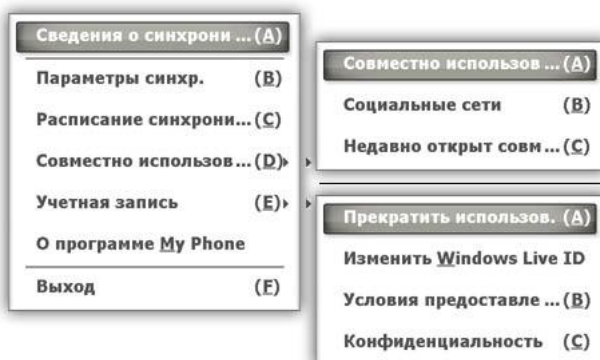 Сведения о синхрони ... (A)
Параметры синхр. (B)
Расписание синхрони... (C)
Совместно использов... (D)
Учетная запись (E)
О программе My Phone
Выход (F)
Совместно использов ... (A)
Социальные сети (B)
Недавно открыт совм ... (C)
Прекратить использов. (A)
Изменить Windows Live ID
Условия предоставле ... (B)
Конфиденциальность (C)